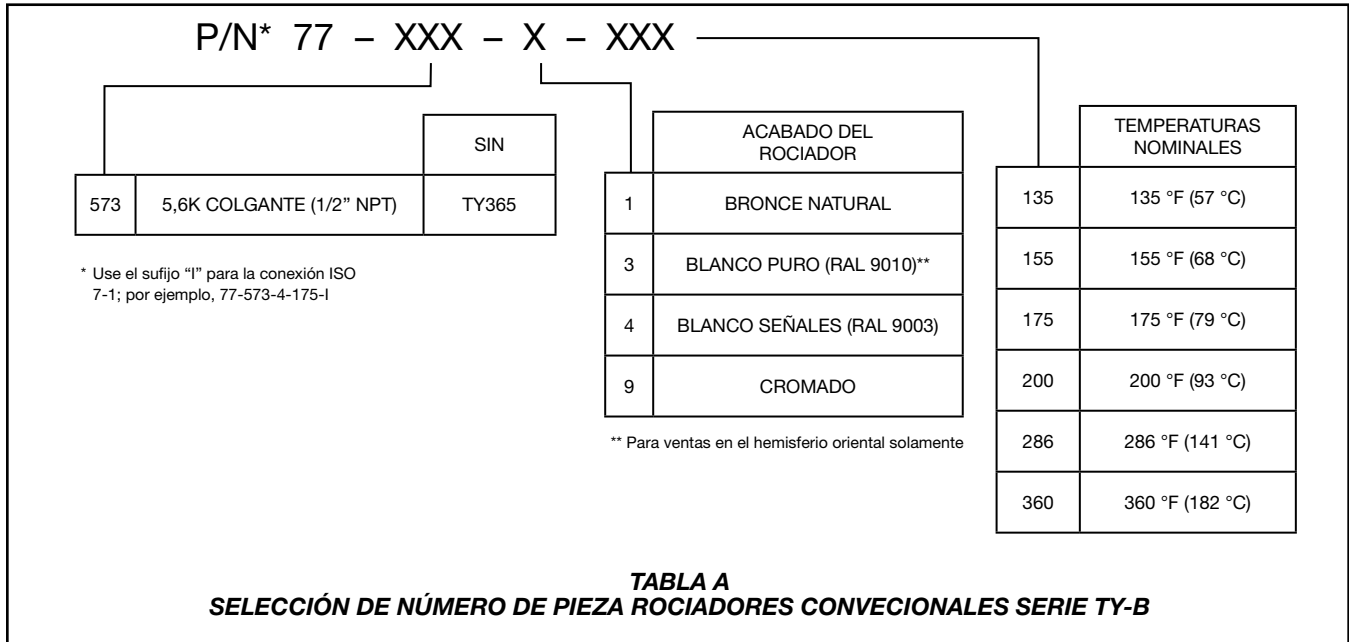 P/N* 77 – XXX – X – XXX
SIN
573 5,6K COLGANTE (1/2” NPT) TY365
* Use el sufijo “I” para la conexión ISO
7-1; por ejemplo, 77-573-4-175-I
ACABADO DEL
ROCIADOR
1 BRONCE NATURAL
3 BLANCO PURO (RAL 9010)**
4 BLANCO SEÑALES (RAL 9003)
9 CROMADO
** Para ventas en el hemisferio oriental solamente
TEMPERATURAS
NOMINALES
135 135 °F (57 °C)
155 155 °F (68 °C)
175 175 °F (79 °C)
200 200 °F (93 °C)
286 286 °F (141 °C)
360 360 °F (182 °C)
TABLA A
SELECCIÓN DE NÚMERO DE PIEZA ROCIADORES CONVECIONALES SERIE TY-B